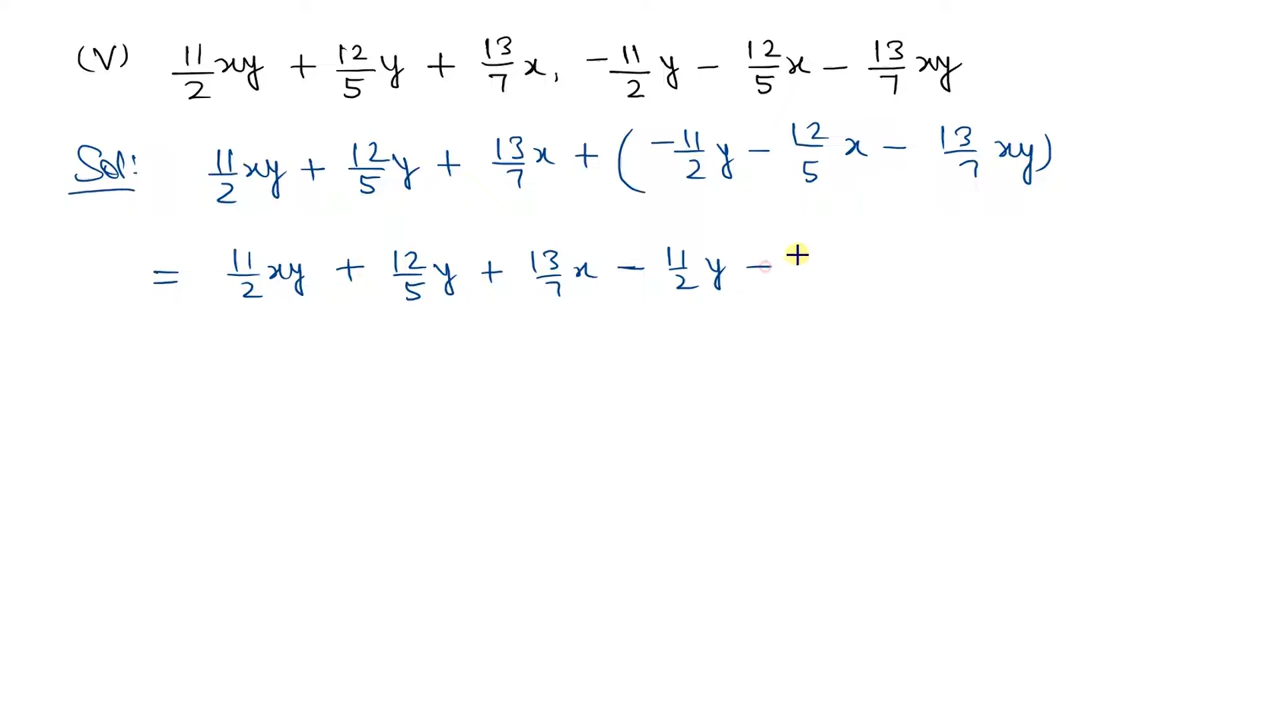 (V) 11/2 xy + 12/5 y + 13/7 x, -11/2 y - 12/5 x - 13/7 xy
Sol: 11/2 xy + 12/5 y + 13/7 x + (-11/2 y - 12/5 x - 13/7 xy)
= 11/2 xy + 12/5 y + 13/7 x - 11/2 y -